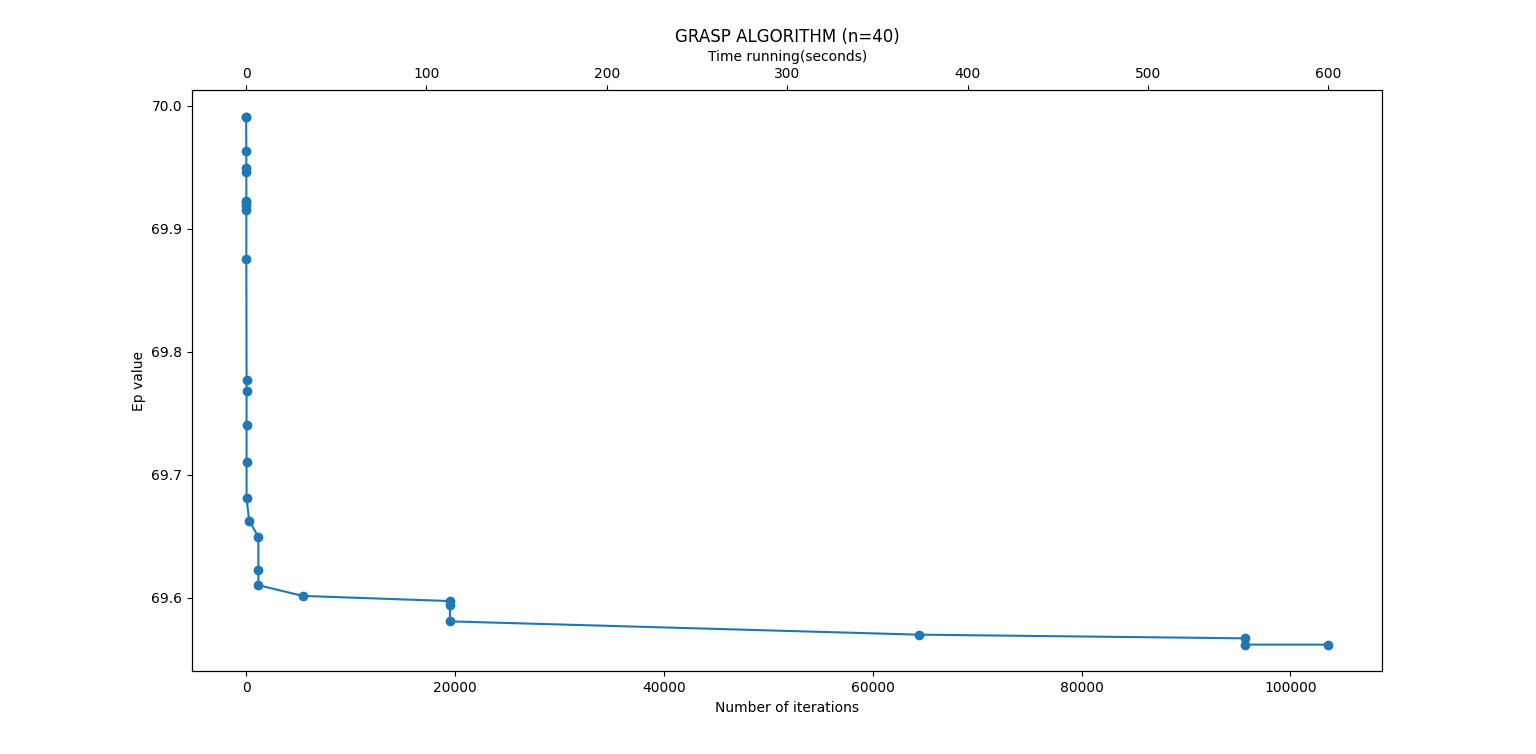 GRASP ALGORITHM (n=40)
Time running(seconds)
0 100 200 300 400 500 600
70.0
69.9
69.8
69.7
69.6
Ep value
0 20000 40000 60000 80000 100000
Number of iterations